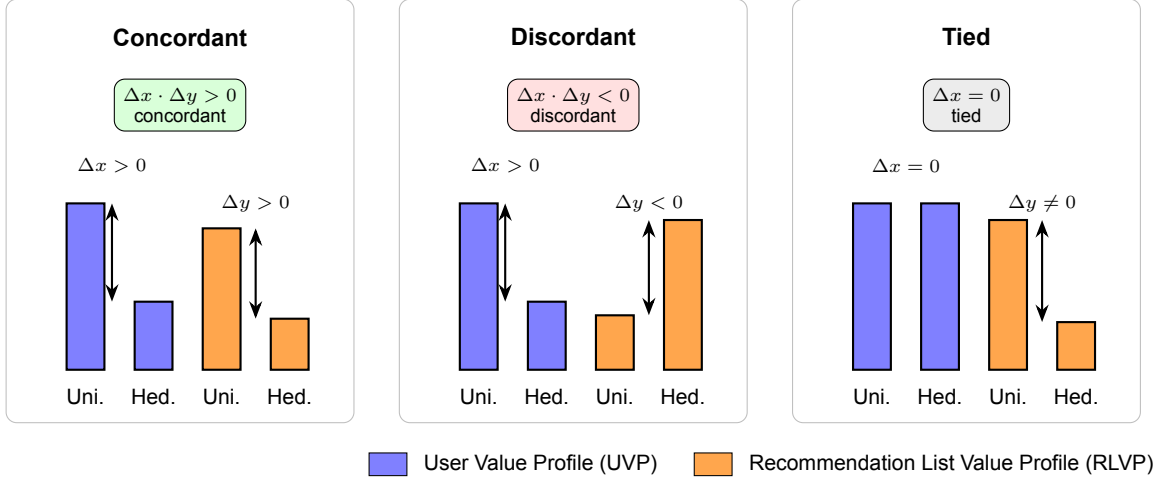 Concordant
Δx · Δy > 0
concordant
Δx > 0
Δy > 0
Uni. Hed. Uni. Hed.
Discordant
Δx · Δy < 0
discordant
Δx > 0
Δy < 0
Uni. Hed. Uni. Hed.
Tied
Δx = 0
tied
Δx = 0
Δy ≠ 0
Uni. Hed. Uni. Hed.
User Value Profile (UVP)
Recommendation List Value Profile (RLVP)